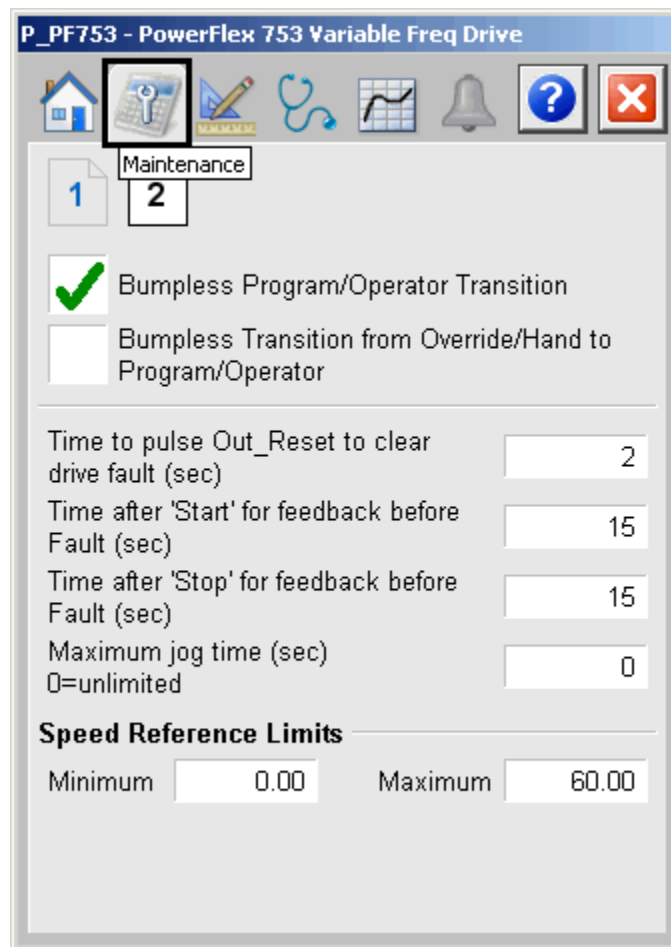 P_PF753 - PowerFlex 753 Variable Freq Drive
?
Maintenance
1
2
Bumpless Program/Operator Transition
Bumpless Transition from Override/Hand to
Program/Operator
Time to pulse Out_Reset to clear
drive fault (sec)
2
Time after 'Start' for feedback before
Fault (sec)
15
Time after 'Stop' for feedback before
Fault (sec)
15
Maximum jog time (sec)
0=unlimited
0
Speed Reference Limits
Minimum 0.00 Maximum 60.00